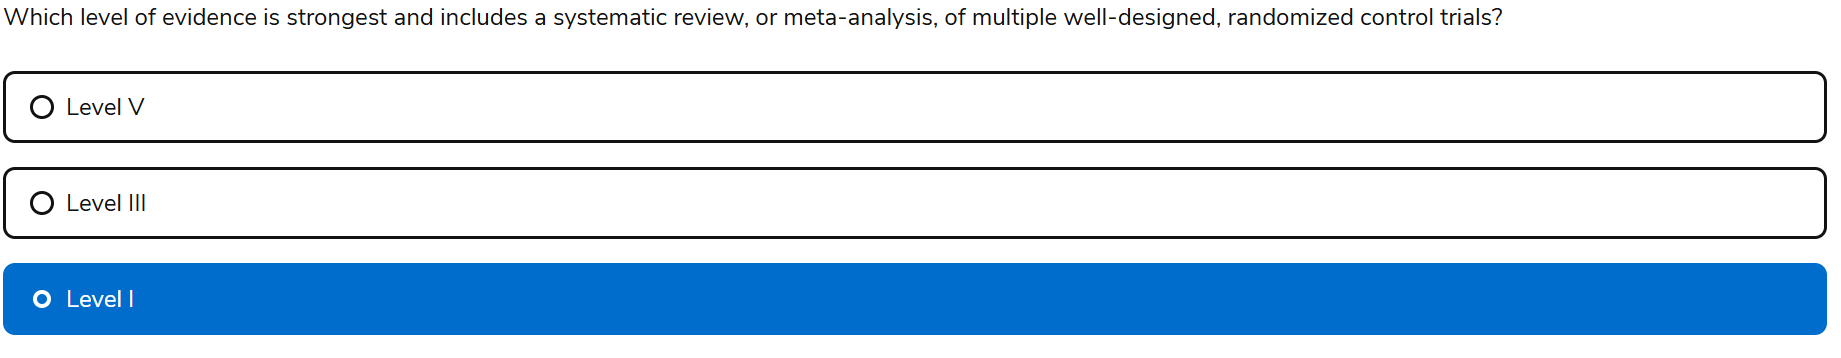 Which level of evidence is strongest and includes a systematic review, or meta-analysis, of multiple well-designed, randomized control trials?
Level V
Level III
Level I